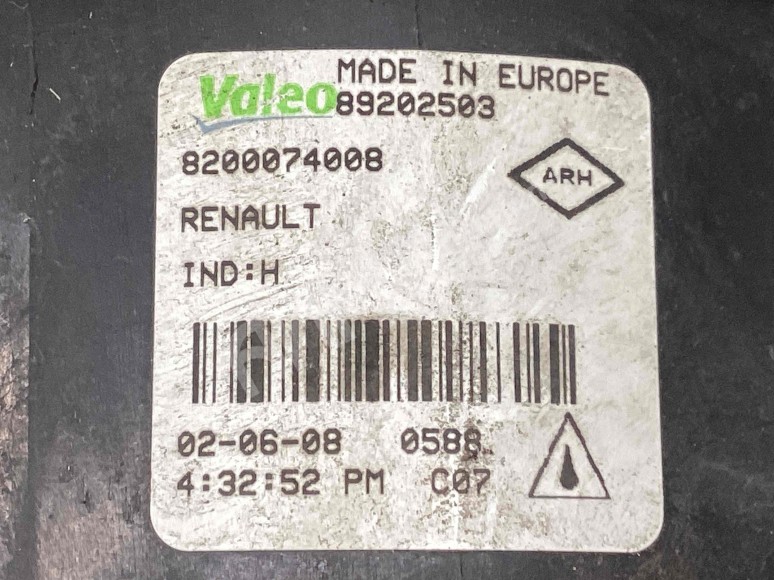 Valeo MADE IN EUROPE
89202503
8200074008
ARH
RENAULT
IND:H
02-06-08 0588
4:32:52 PM C07